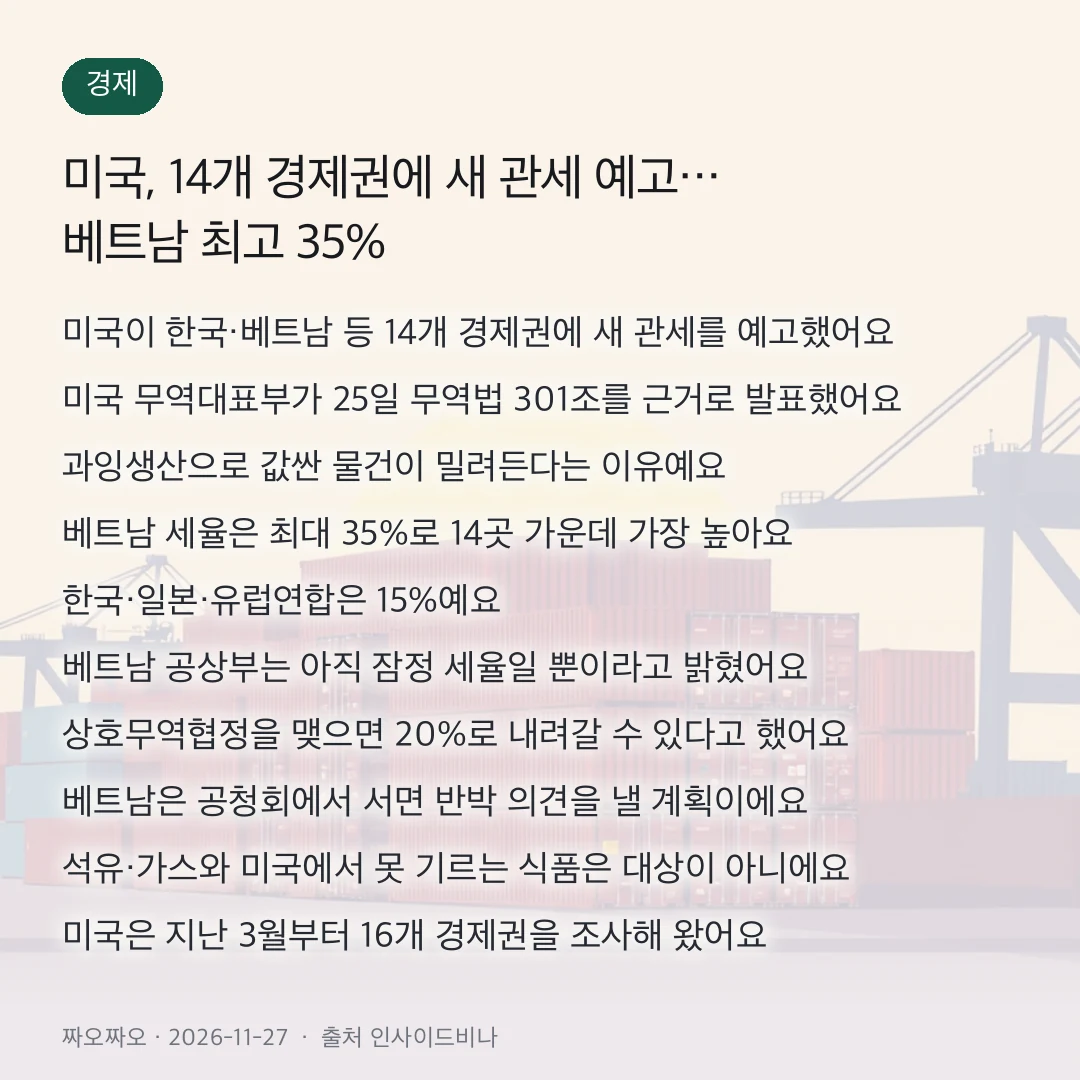 경제
미국, 14개 경제권에 새 관세 예고…
베트남 최고 35%
미국이 한국·베트남 등 14개 경제권에 새 관세를 예고했어요
미국 무역대표부가 25일 무역법 301조를 근거로 발표했어요
과잉생산으로 값싼 물건이 밀려든다는 이유예요
베트남 세율은 최대 35%로 14곳 가운데 가장 높아요
한국·일본·유럽연합은 15%예요
베트남 공상부는 아직 잠정 세율일 뿐이라고 밝혔어요
상호무역협정을 맺으면 20%로 내려갈 수 있다고 했어요
베트남은 공청회에서 서면 반박 의견을 낼 계획이에요
석유·가스와 미국에서 못 기르는 식품은 대상이 아니에요
미국은 지난 3월부터 16개 경제권을 조사해 왔어요
짜오짜오 · 2026-11-27 · 출처 인사이드비나